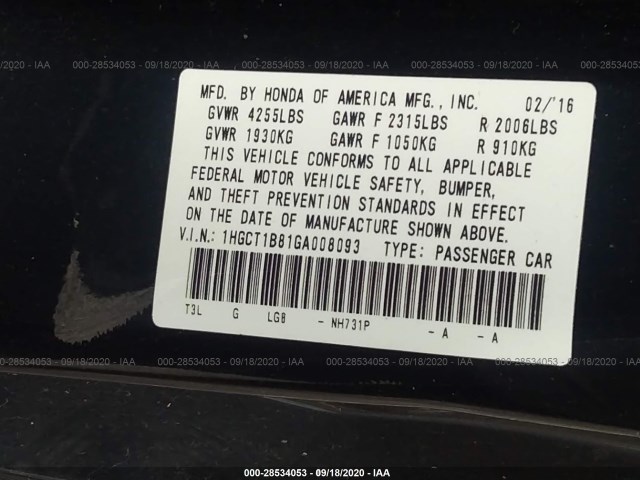 000-28534053 - 09/18/2020 - IAA
MFD. BY HONDA OF AMERICA MFG., INC. 02/'16
GVWR 4255LBS GAWR F 2315LBS R 2006LBS
GVWR 1930KG GAWR F 1050KG R 910KG
THIS VEHICLE CONFORMS TO ALL APPLICABLE
FEDERAL MOTOR VEHICLE SAFETY, BUMPER,
AND THEFT PREVENTION STANDARDS IN EFFECT
ON THE DATE OF MANUFACTURE SHOWN ABOVE.
V.I.N.: 1HGCT1B81GA008093 TYPE: PASSENGER CAR
T3L G LGB - NH731P - A - A
000-28534053 - 09/18/2020 - IAA
000-28534053 - 09/18/2020 - IAA